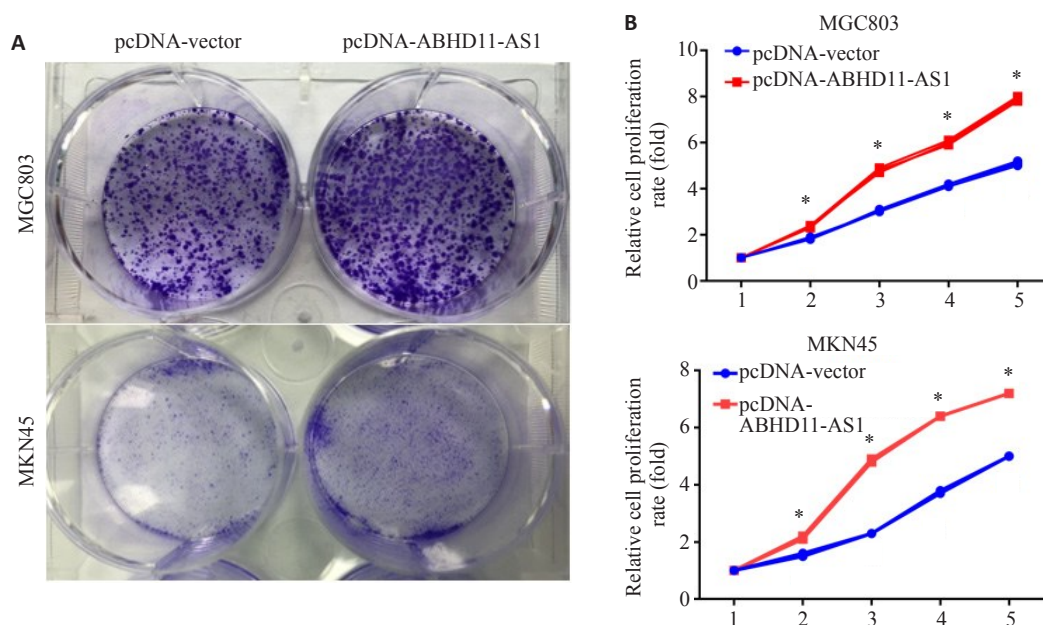 A
pcDNA-vector
pcDNA-ABHD11-AS1
MGC803
MKN45
B
MGC803
pcDNA-vector
pcDNA-ABHD11-AS1
Relative cell proliferation
rate (fold)
10
8
6
4
2
0
* * * *
1 2 3 4 5
MKN45
pcDNA-vector
pcDNA-
ABHD11-AS1
Relative cell proliferation
rate (fold)
8
6
4
2
0
* * * *
1 2 3 4 5